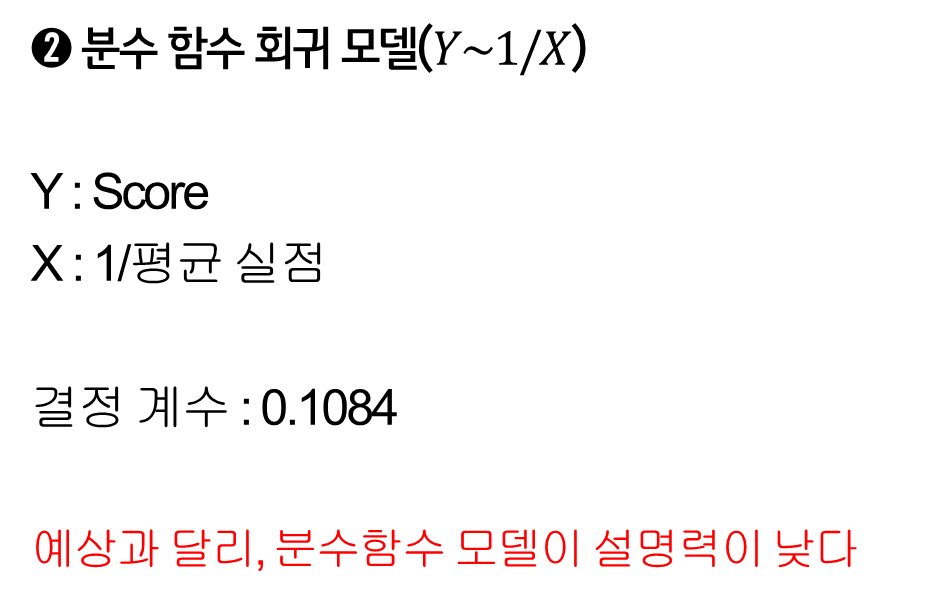 ❷ 분수 함수 회귀 모델(Y~1/X)
Y : Score
X : 1/평균 실점
결정 계수 : 0.1084
예상과 달리, 분수함수 모델이 설명력이 낮다